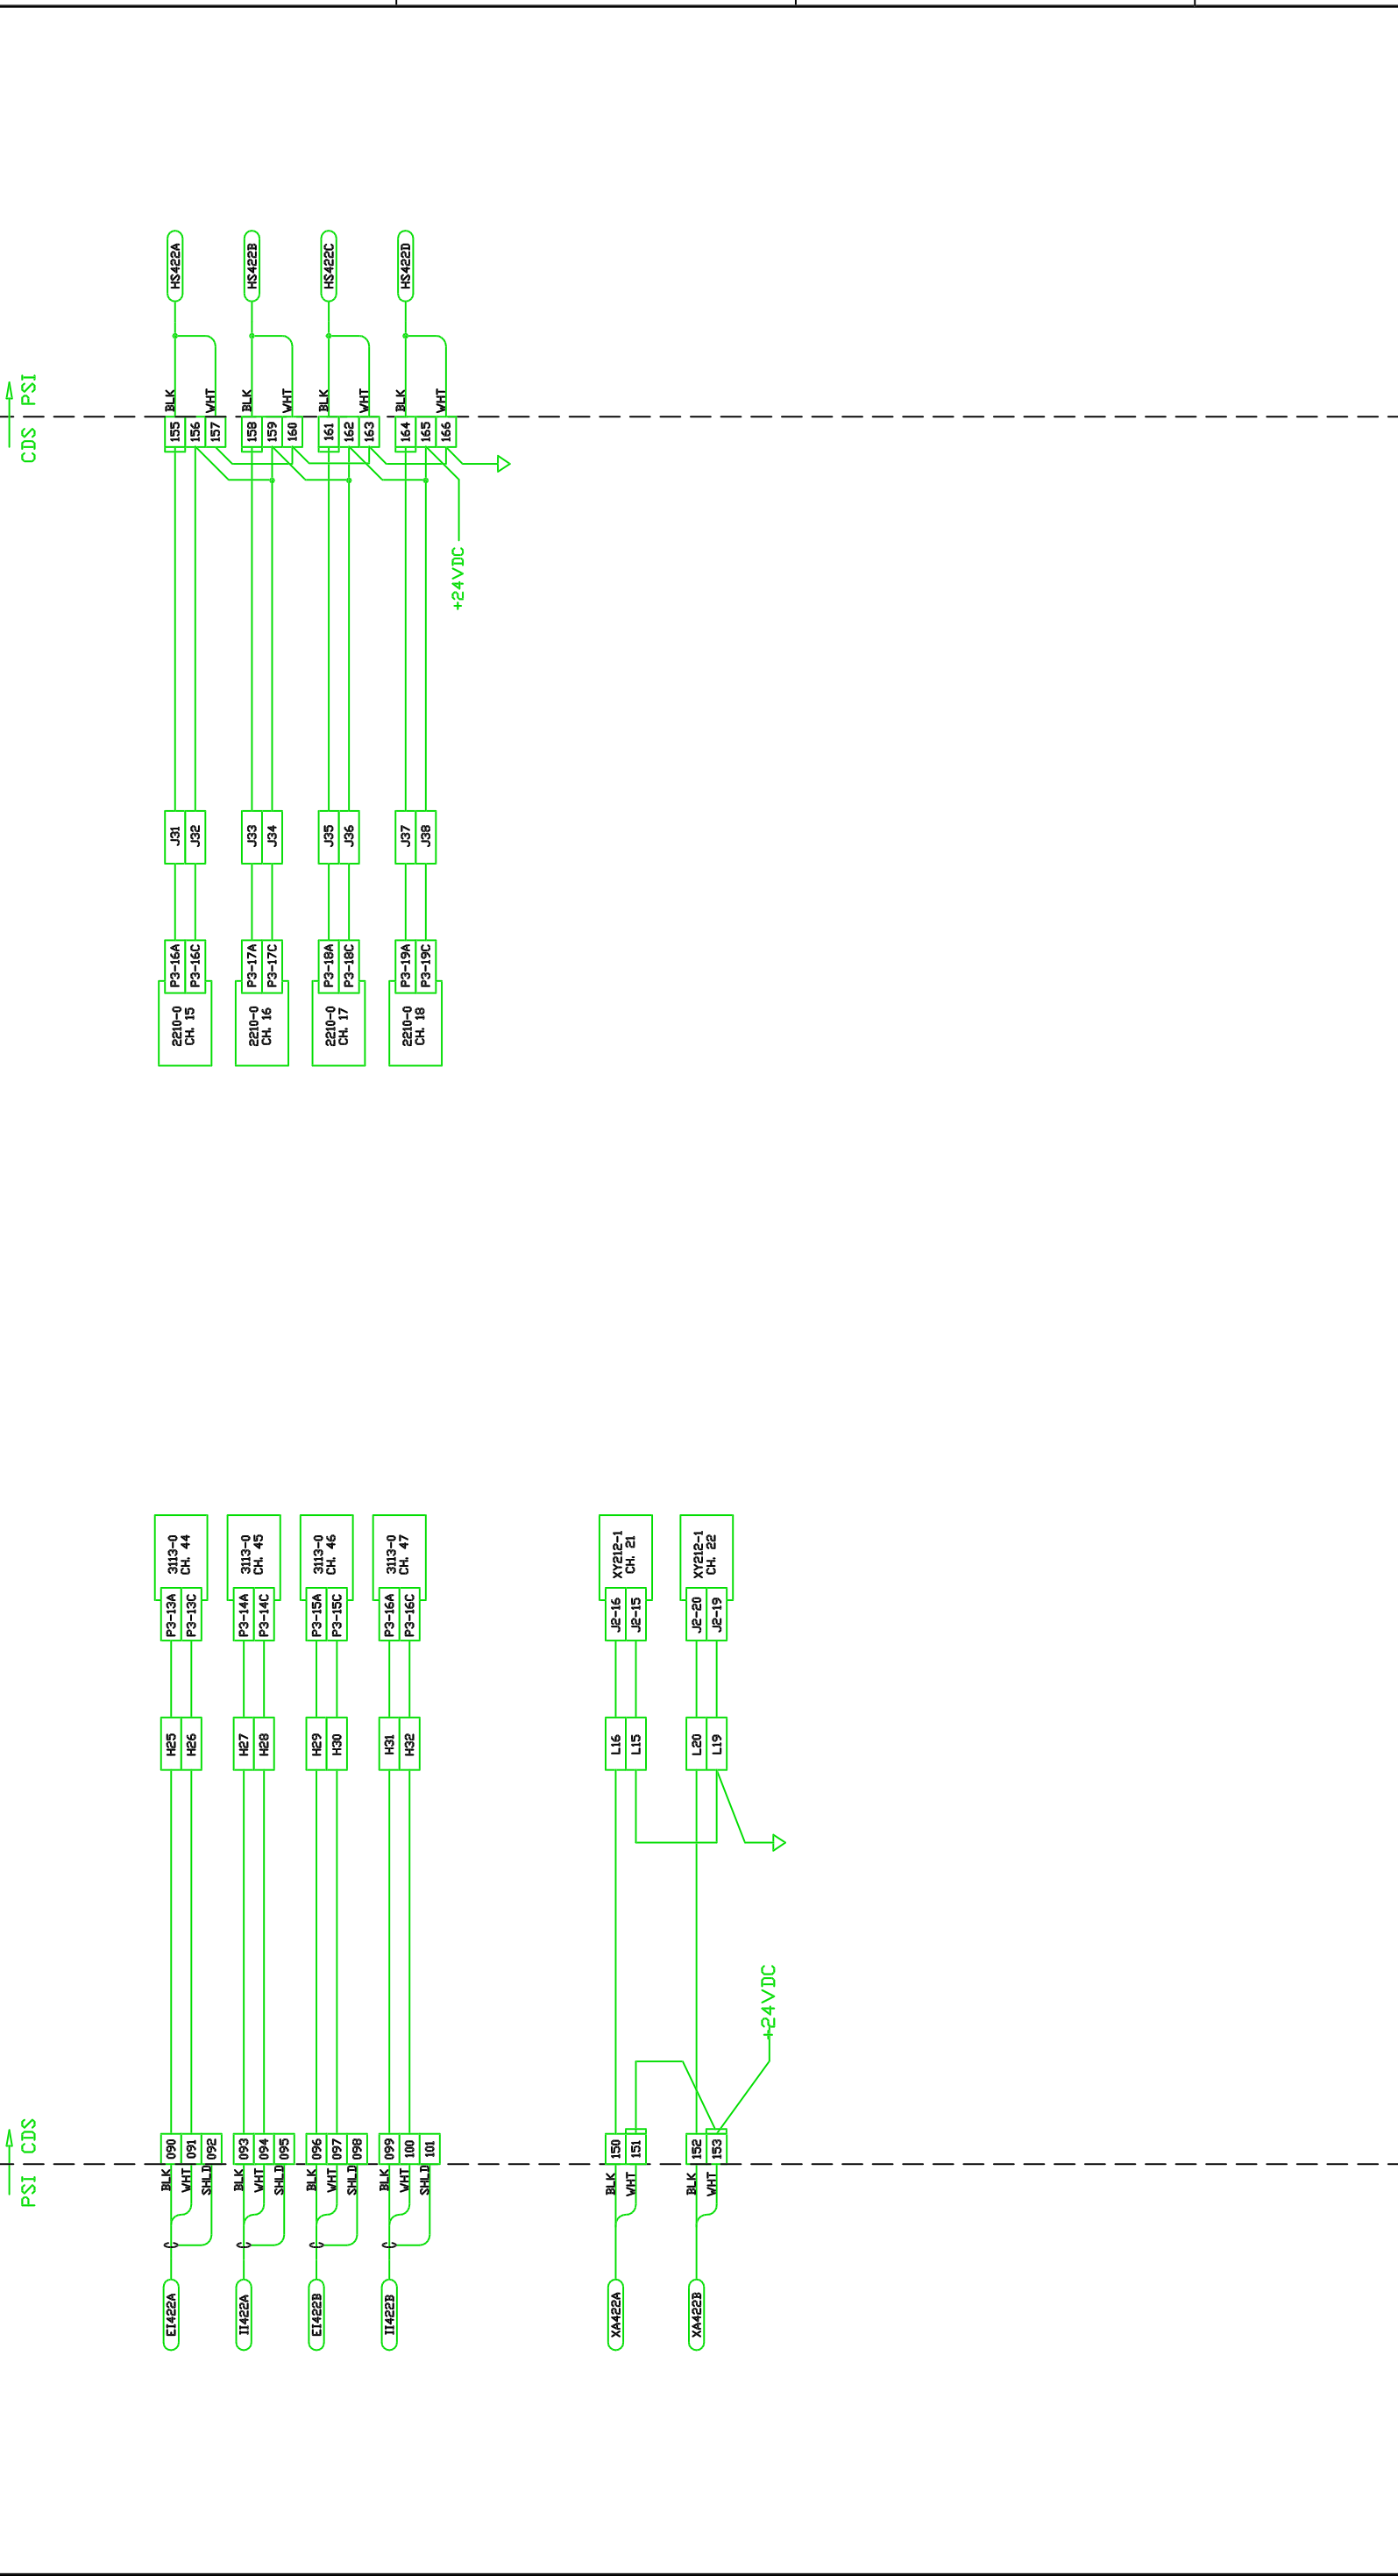 PSI CDS
EI422A
BLK 090 H25 P3-13A 3113-0
WHT 091 H26 P3-13C CH. 44
SHLD 092
II422A
BLK 093 H27 P3-14A 3113-0
WHT 094 H28 P3-14C CH. 45
SHLD 095
EI422B
BLK 096 H29 P3-15A 3113-0
WHT 097 H30 P3-15C CH. 46
SHLD 098
II422B
BLK 099 H31 P3-16A 3113-0
WHT 100 H32 P3-16C CH. 47
SHLD 101
XA422A
BLK 150 L16 J2-16 XY212-1
WHT 151 L15 J2-15 CH. 21
XA422B
BLK 152 L20 J2-20 XY212-1
WHT 153 L19 J2-19 CH. 22
+24VDC
CDS PSI
2210-0 P3-16A J31 155 BLK
CH. 15 P3-16C J32 156
157 WHT
HS422A
2210-0 P3-17A J33 158 BLK
CH. 16 P3-17C J34 159
160 WHT
HS422B
2210-0 P3-18A J35 161 BLK
CH. 17 P3-18C J36 162
163 WHT
HS422C
2210-0 P3-19A J37 164 BLK
CH. 18 P3-19C J38 165
166 WHT
HS422D
+24VDC